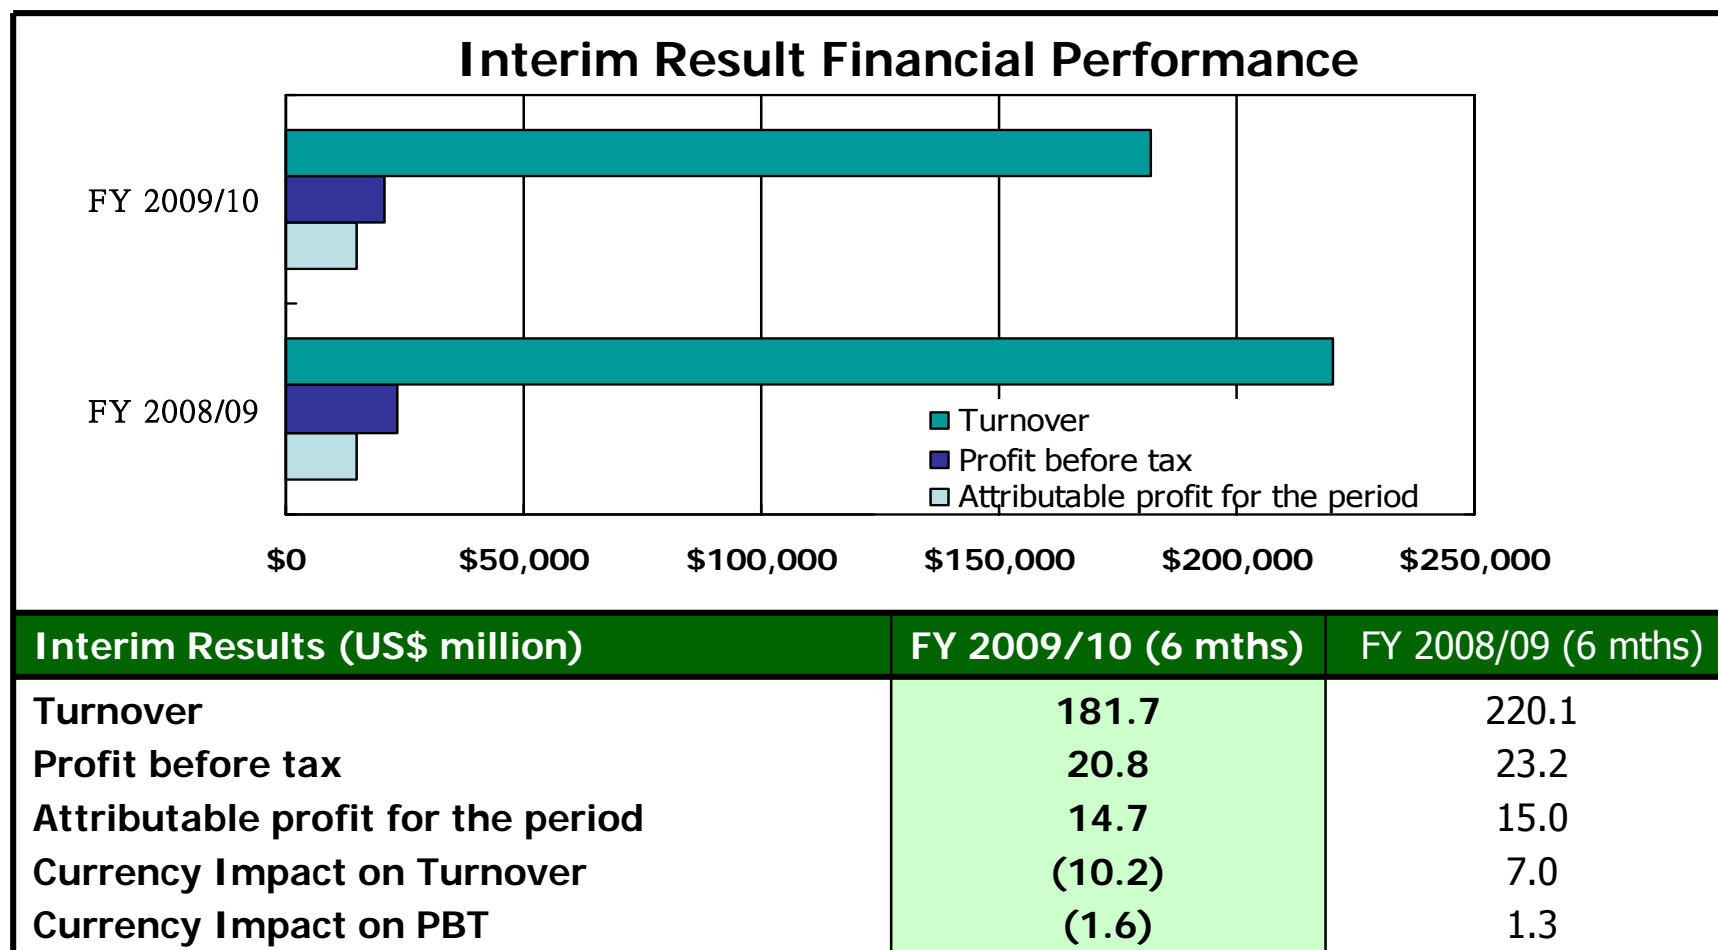 Interim Result Financial Performance
FY 2009/10
FY 2008/09
Turnover
Profit before tax
Attributable profit for the period
$0 $50,000 $100,000 $150,000 $200,000 $250,000
Interim Results (US$ million) FY 2009/10 (6 mths) FY 2008/09 (6 mths)
Turnover 181.7 220.1
Profit before tax 20.8 23.2
Attributable profit for the period 14.7 15.0
Currency Impact on Turnover (10.2) 7.0
Currency Impact on PBT (1.6) 1.3